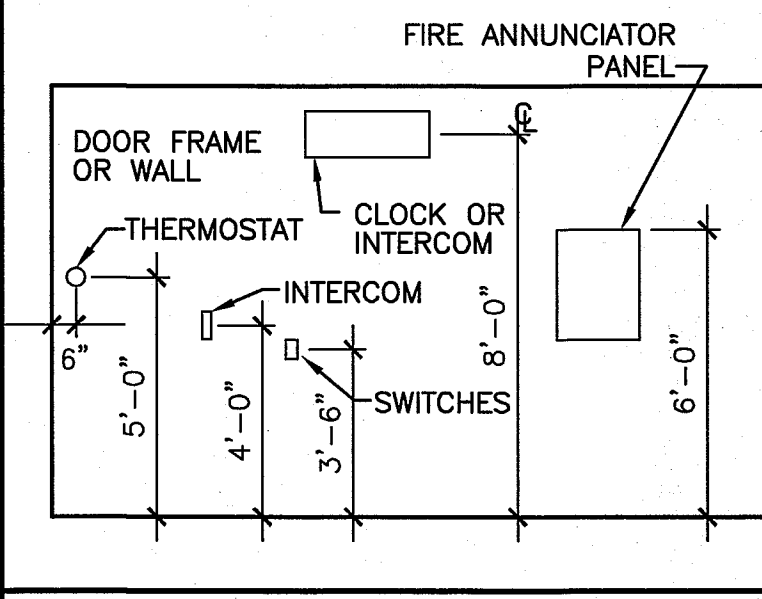 FIRE ANNUNCIATOR
PANEL
℄
DOOR FRAME
OR WALL
CLOCK OR
INTERCOM
THERMOSTAT
INTERCOM
SWITCHES
6"
5'-0"
4'-0"
3'-6"
8'-0"
6'-0"